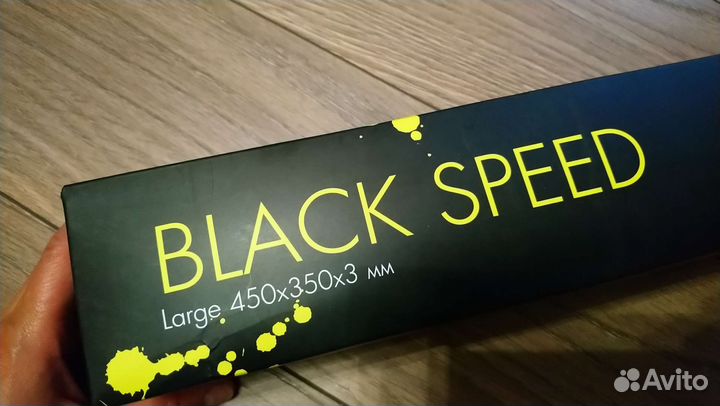 BLACK SPEED
Large 450x350x3 мм
Avito